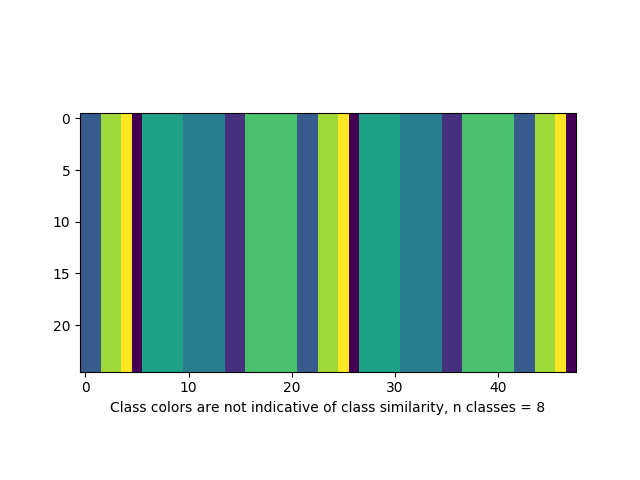 0
5
10
15
20
0 10 20 30 40
Class colors are not indicative of class similarity, n classes = 8